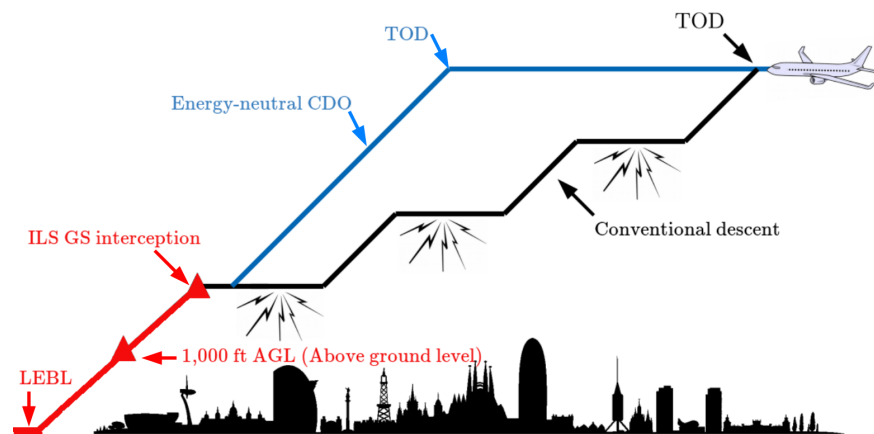 TOD
TOD
Energy-neutral CDO
Conventional descent
ILS GS interception
1,000 ft AGL (Above ground level)
LEBL